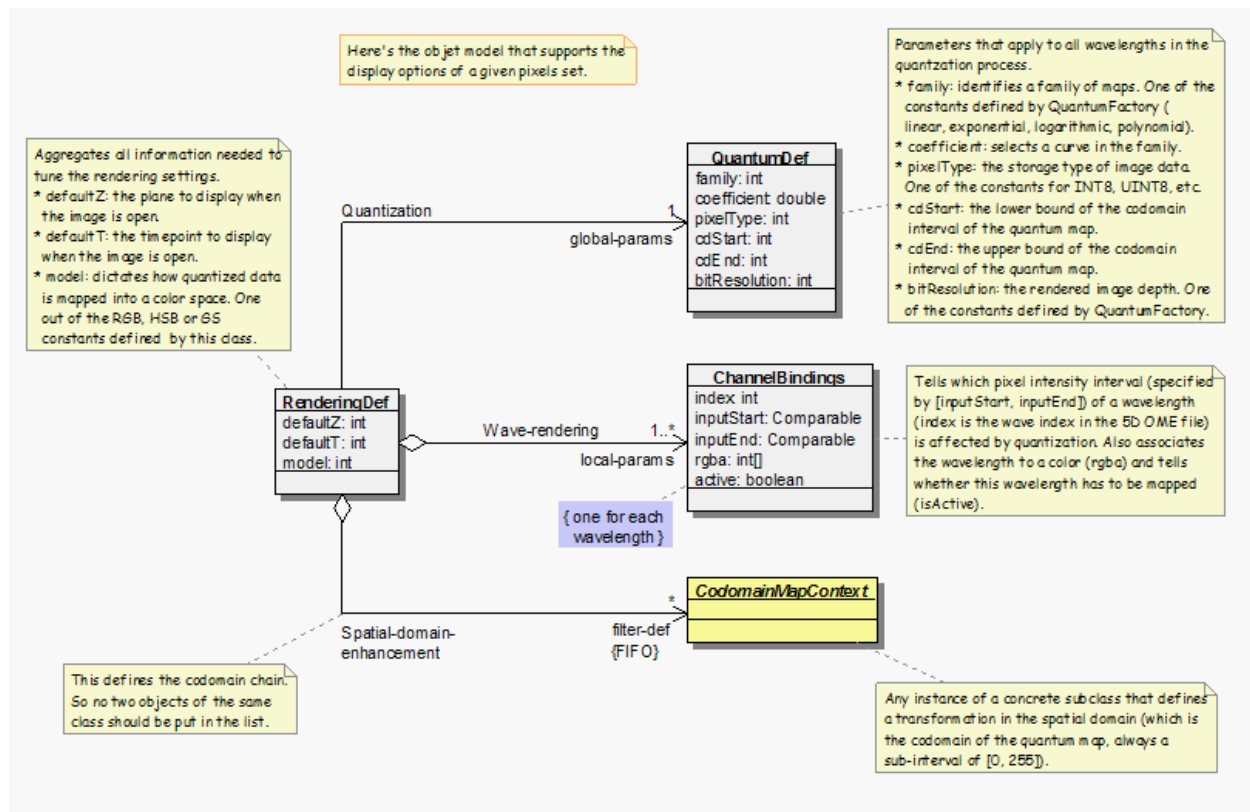 Here's the objet model that supports the
display options of a given pixels set.
Parameters that apply to all wavelengths in the
quantzation process.
* family: identifies a family of maps. One of the
constants defined by QuantumFactory (
linear, exponential, logarithmic, polynomial).
* coefficient: selects a curve in the family.
* pixelType: the storage type of image data.
One of the constants for INT8, UINT8, etc.
* cdStart: the lower bound of the codomain
interval of the quantum map.
* cdEnd: the upper bound of the codomain
interval of the quantum map.
* bitResolution: the rendered image depth. One
of the constants defined by QuantumFactory.
Aggregates all information needed to
tune the rendering settings.
* defaultZ: the plane to display when
the image is open.
* defaultT: the timepoint to display
when the image is open.
* model: dictates how quantized data
is mapped into a color space. One
out of the RGB, HSB or GS
constants defined by this class.
Quantization
1
global-params
QuantumDef
family: int
coefficient: double
pixelType: int
cdStart: int
cdEnd: int
bitResolution: int
RenderingDef
defaultZ: int
defaultT: int
model: int
Wave-rendering
1..*
local-params
ChannelBindings
index: int
inputStart: Comparable
inputEnd: Comparable
rgba: int[]
active: boolean
{ one for each
wavelength }
Tells which pixel intensity interval (specified
by [inputStart, inputEnd]) of a wavelength
(index is the wave index in the 5D OME file)
is affected by quantization. Also associates
the wavelength to a color (rgba) and tells
whether this wavelength has to be mapped
(isActive).
Spatial-domain-
enhancement
*
filter-def
{FIFO}
CodomainMapContext
This defines the codomain chain.
So no two objects of the same
class should be put in the list.
Any instance of a concrete subclass that defines
a transformation in the spatial domain (which is
the codomain of the quantum map, always a
sub-interval of [0, 255]).